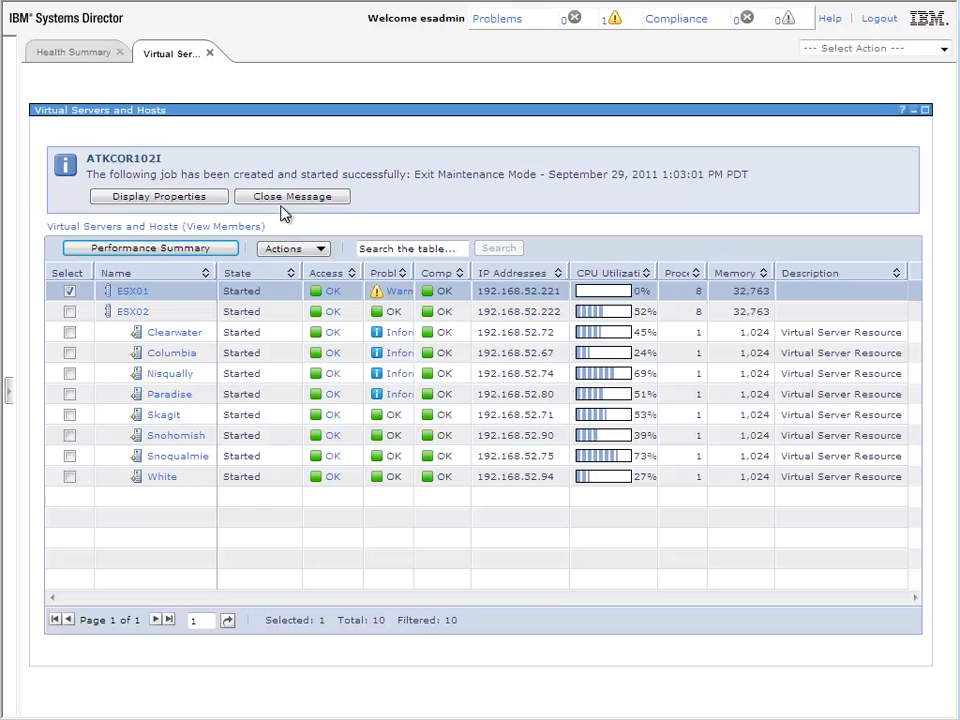 IBM® Systems Director
Welcome esadmin
Problems 0 1 Compliance 0 0 Help Logout IBM.
Health Summary
Virtual Ser...
--- Select Action ---
Virtual Servers and Hosts
ATKCOR102I
The following job has been created and started successfully: Exit Maintenance Mode - September 29, 2011 1:03:01 PM PDT
Display Properties Close Message
Virtual Servers and Hosts (View Members)
Performance Summary Actions Search the table... Search
Select Name State Access Probl Comp IP Addresses CPU Utilizati Proce Memory Description
ESX01 Started OK Warn OK 192.168.52.221 0% 8 32,763
ESX02 Started OK OK OK 192.168.52.222 52% 8 32,763
Clearwater Started OK Infor OK 192.168.52.72 45% 1 1,024 Virtual Server Resource
Columbia Started OK Infor OK 192.168.52.67 24% 1 1,024 Virtual Server Resource
Nisqually Started OK Infor OK 192.168.52.74 69% 1 1,024 Virtual Server Resource
Paradise Started OK Infor OK 192.168.52.80 51% 1 1,024 Virtual Server Resource
Skagit Started OK OK OK 192.168.52.71 53% 1 1,024 Virtual Server Resource
Snohomish Started OK OK OK 192.168.52.90 39% 1 1,024 Virtual Server Resource
Snoqualmie Started OK OK OK 192.168.52.75 73% 1 1,024 Virtual Server Resource
White Started OK OK OK 192.168.52.94 27% 1 1,024 Virtual Server Resource
Page 1 of 1 1 Selected: 1 Total: 10 Filtered: 10